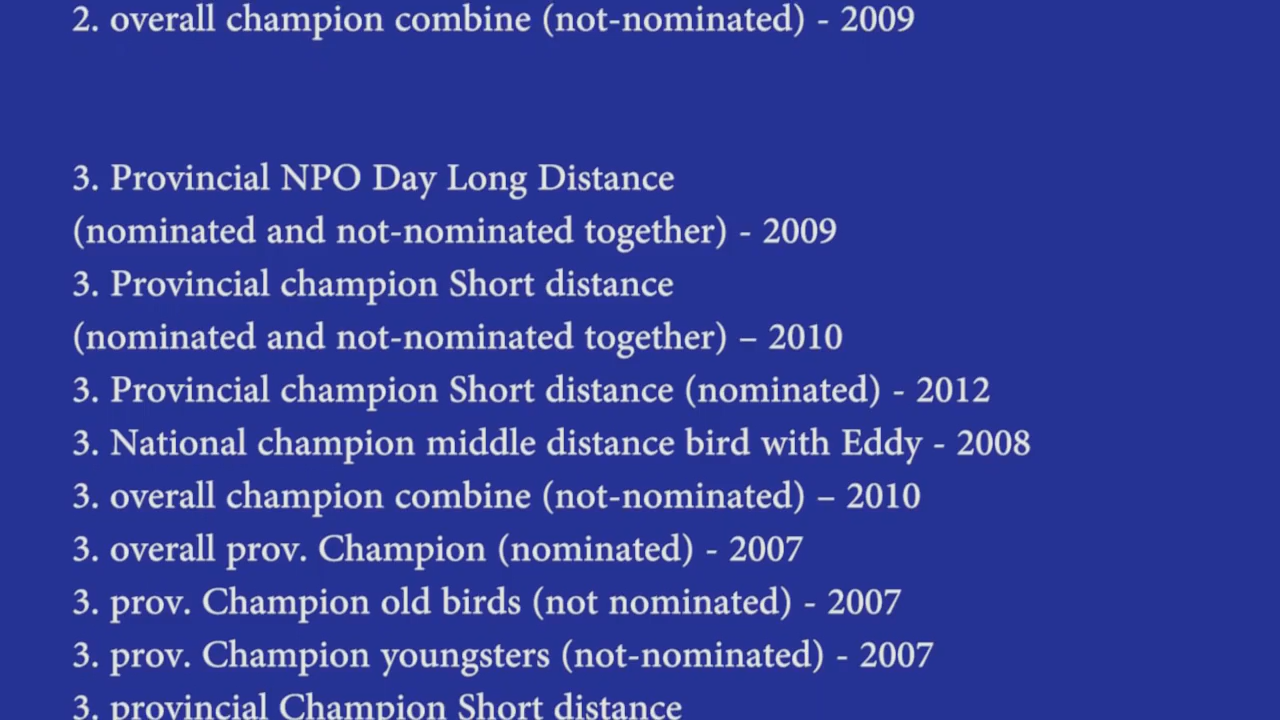 2. overall champion combine (not-nominated) - 2009
3. Provincial NPO Day Long Distance
(nominated and not-nominated together) - 2009
3. Provincial champion Short distance
(nominated and not-nominated together) – 2010
3. Provincial champion Short distance (nominated) - 2012
3. National champion middle distance bird with Eddy - 2008
3. overall champion combine (not-nominated) – 2010
3. overall prov. Champion (nominated) - 2007
3. prov. Champion old birds (not nominated) - 2007
3. prov. Champion youngsters (not-nominated) - 2007
3. provincial Champion Short distance